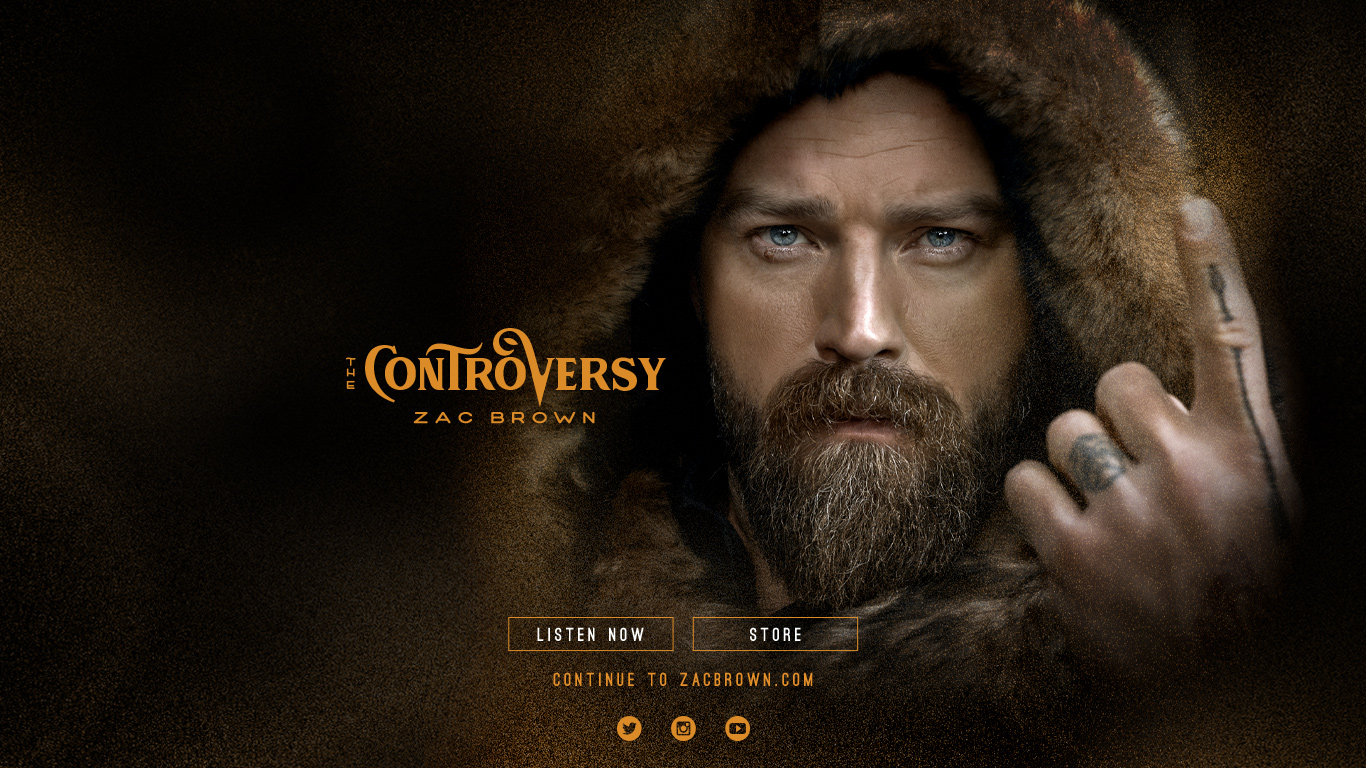 THE CONTROVERSY
ZAC BROWN
LISTEN NOW
STORE
CONTINUE TO ZACBROWN.COM